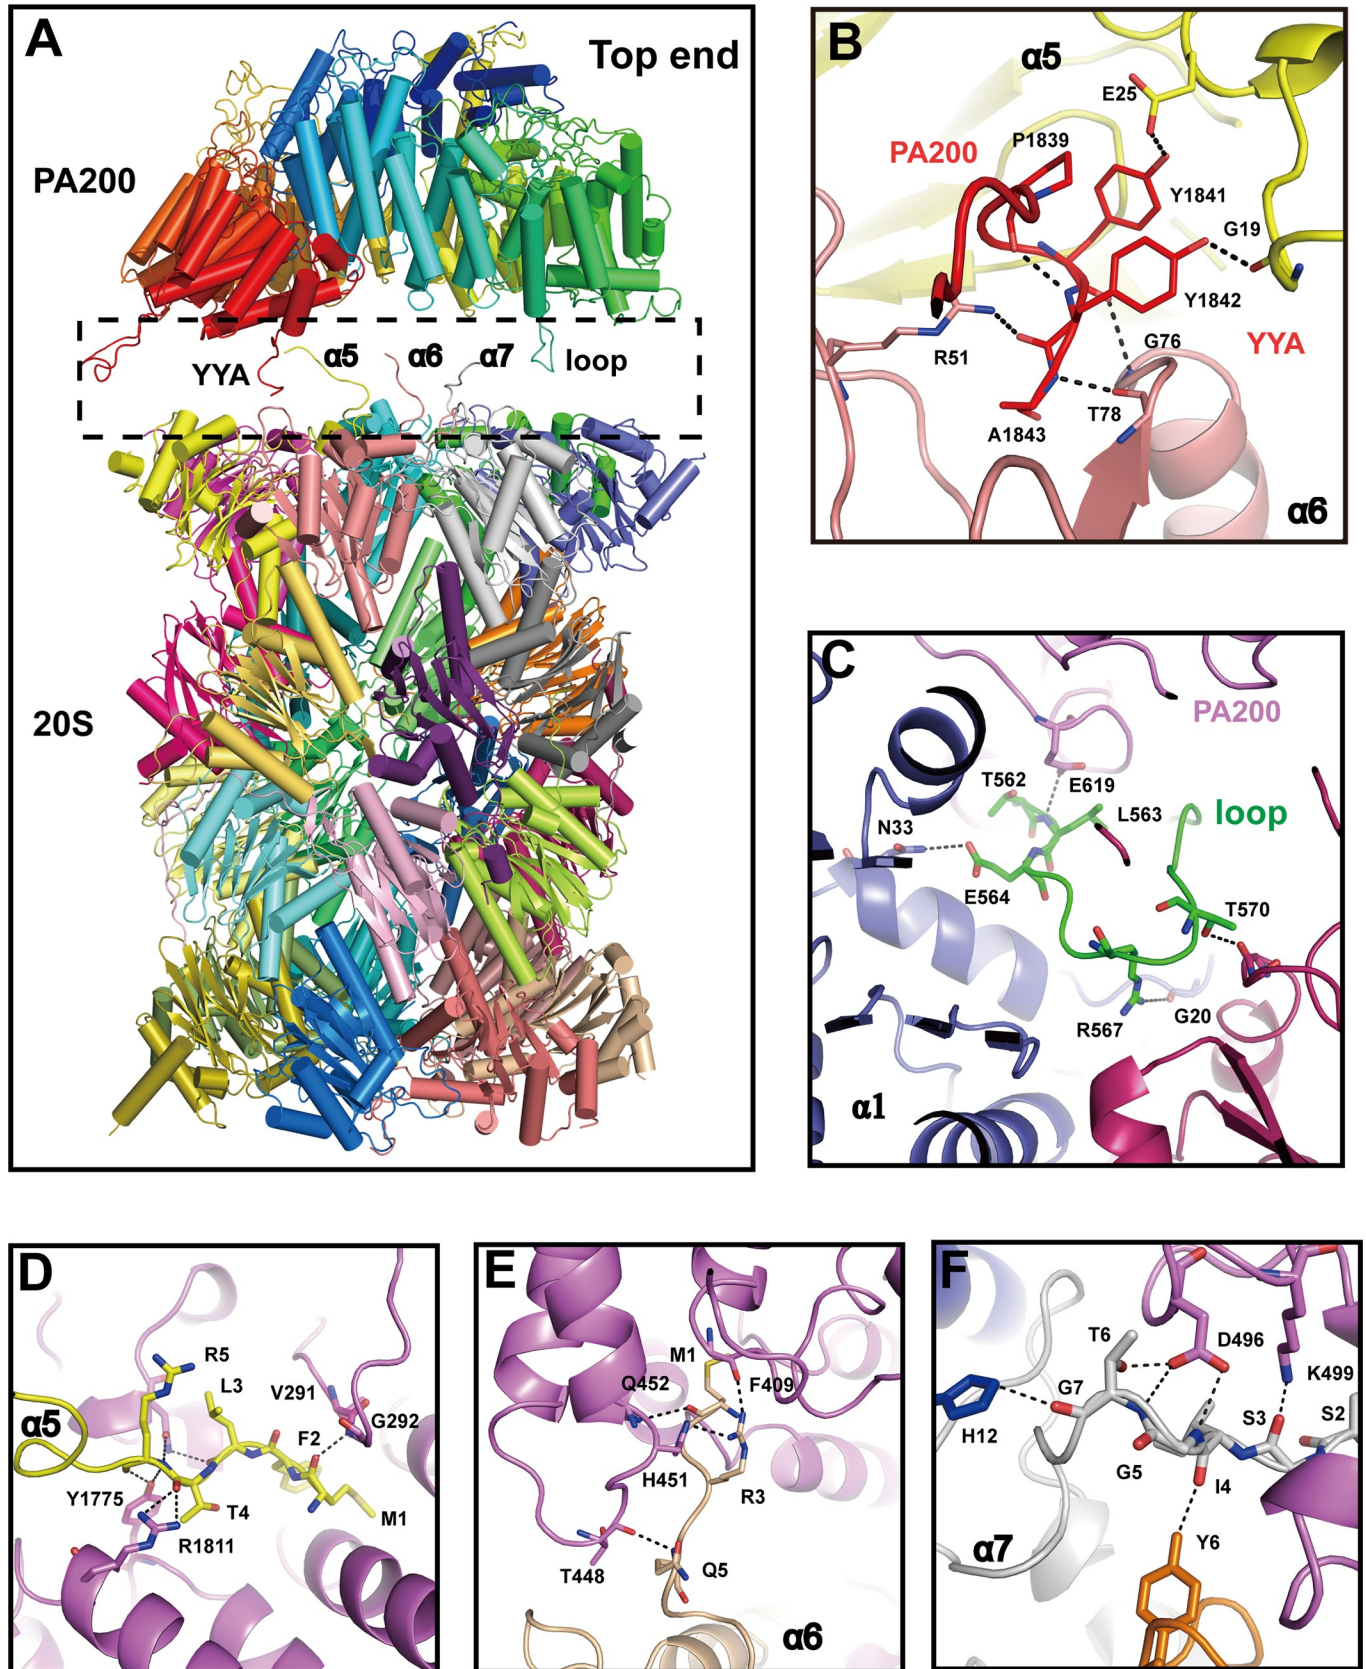 A
Top end
PA200
YYA
α5
α6
α7
loop
20S
B
α5
E25
P1839
PA200
Y1841
G19
Y1842
R51
G76
YYA
T78
A1843
α6
C
PA200
T562
E619
L563
loop
N33
E564
T570
R567
G20
α1
D
R5
L3
V291
α5
G292
F2
Y1775
T4
M1
R1811
E
M1
Q452
F409
H451
R3
T448
Q5
α6
F
T6
D496
K499
G7
S3
S2
H12
G5
I4
α7
Y6